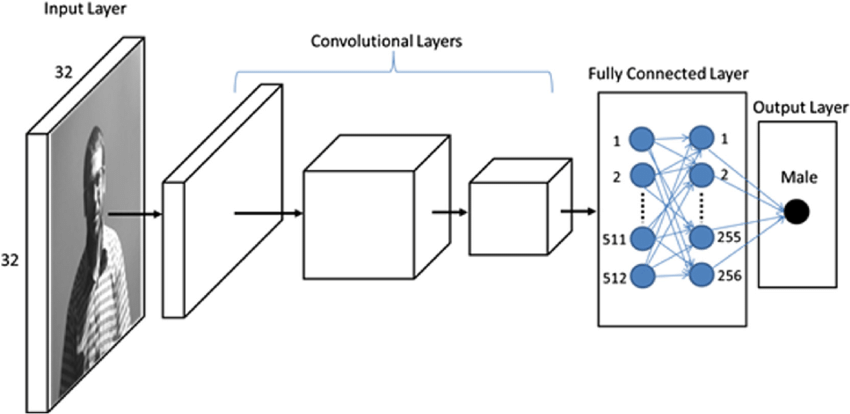 Input Layer
32
32
Convolutional Layers
Fully Connected Layer
1
2
511
512
1
2
255
256
Output Layer
Male